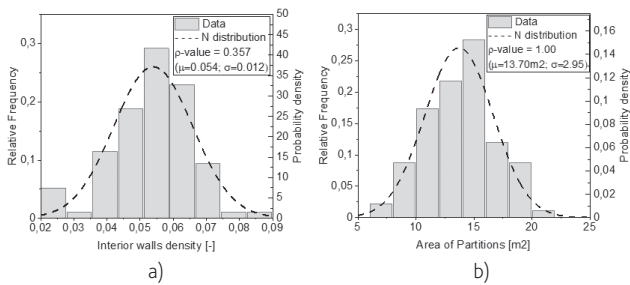 Data
N distribution
ρ-value = 0.357
(μ=0.054; σ=0.012)
Relative Frequency
0,3
0,2
0,1
0
50
45
40
35
30
25
20
15
10
5
0
Probability density
0,02 0,03 0,04 0,05 0,06 0,07 0,08 0,09
Interior walls density [-]
a)
Data
N distribution
ρ-value = 1.00
(μ=13.70m2; σ=2.95)
Relative Frequency
0,3
0,25
0,2
0,15
0,1
0,05
0
0,16
0,14
0,12
0,1
0,08
0,06
0,04
0,02
Probability density
5 10 15 20 25
Area of Partitions [m2]
b)